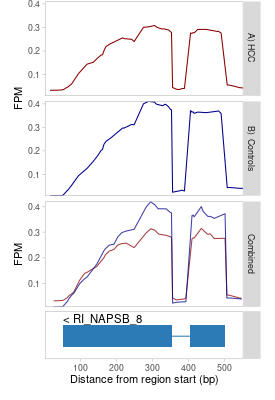 0.4
0.3
0.2
0.1
FPM
A) HCC
0.4
0.3
0.2
0.1
B) Controls
0.4
0.3
0.2
0.1
FPM
Combined
< RI_NAPSB_8
100 200 300 400 500
Distance from region start (bp)